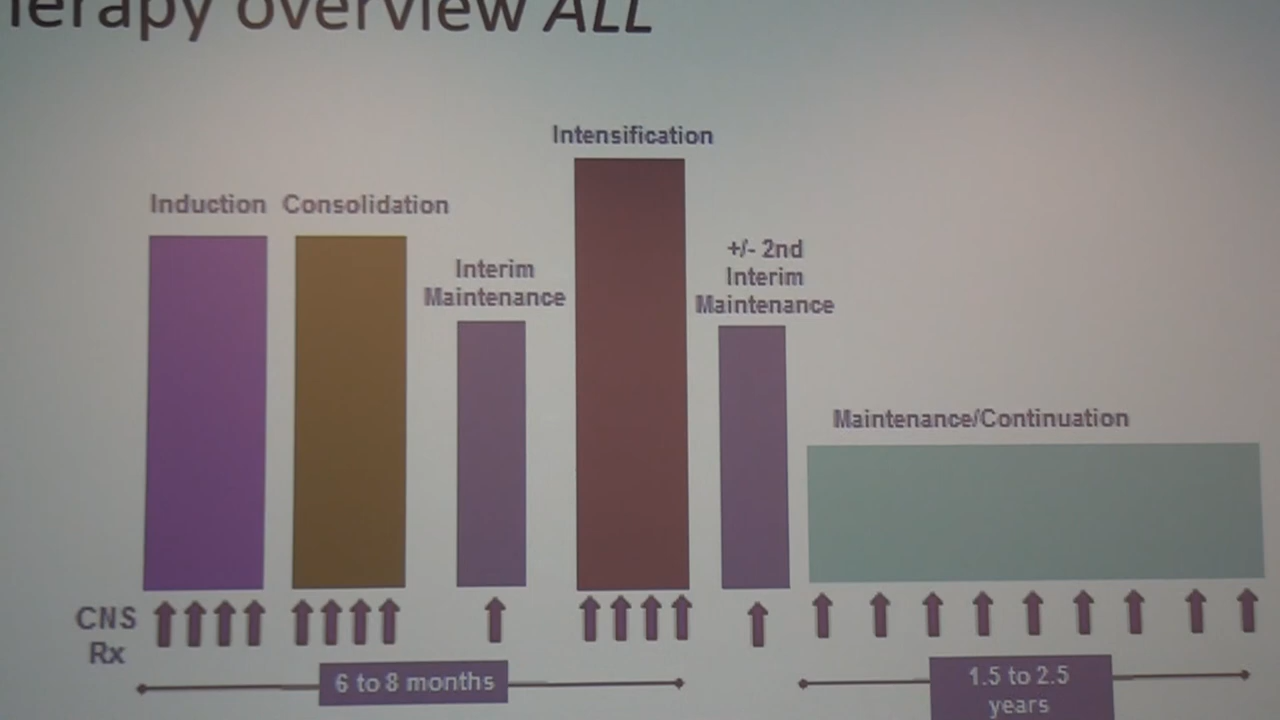 overview ALL
Intensification
Induction
Consolidation
+/- 2nd
Interim
Maintenance
Interim
Maintenance
Maintenance/Continuation
CNS
Rx
6 to 8 months
1.5 to 2.5
years